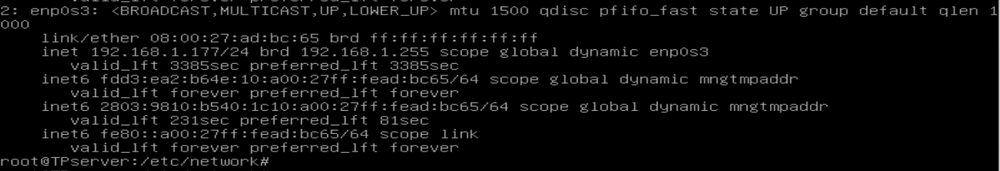 2: enp0s3: <BROADCAST,MULTICAST,UP,LOWER_UP> mtu 1500 qdisc pfifo_fast state UP group default qlen 1
000
    link/ether 08:00:27:ad:bc:65 brd ff:ff:ff:ff:ff:ff
    inet 192.168.1.177/24 brd 192.168.1.255 scope global dynamic enp0s3
       valid_lft 3385sec preferred_lft 3385sec
    inet6 fdd3:ea2:b64e:10:a00:27ff:fead:bc65/64 scope global dynamic mngtmpaddr
       valid_lft forever preferred_lft forever
    inet6 2803:9810:b540:1c10:a00:27ff:fead:bc65/64 scope global dynamic mngtmpaddr
       valid_lft 231sec preferred_lft 81sec
    inet6 fe80::a00:27ff:fead:bc65/64 scope link
       valid_lft forever preferred_lft forever
root@TPserver:/etc/network#